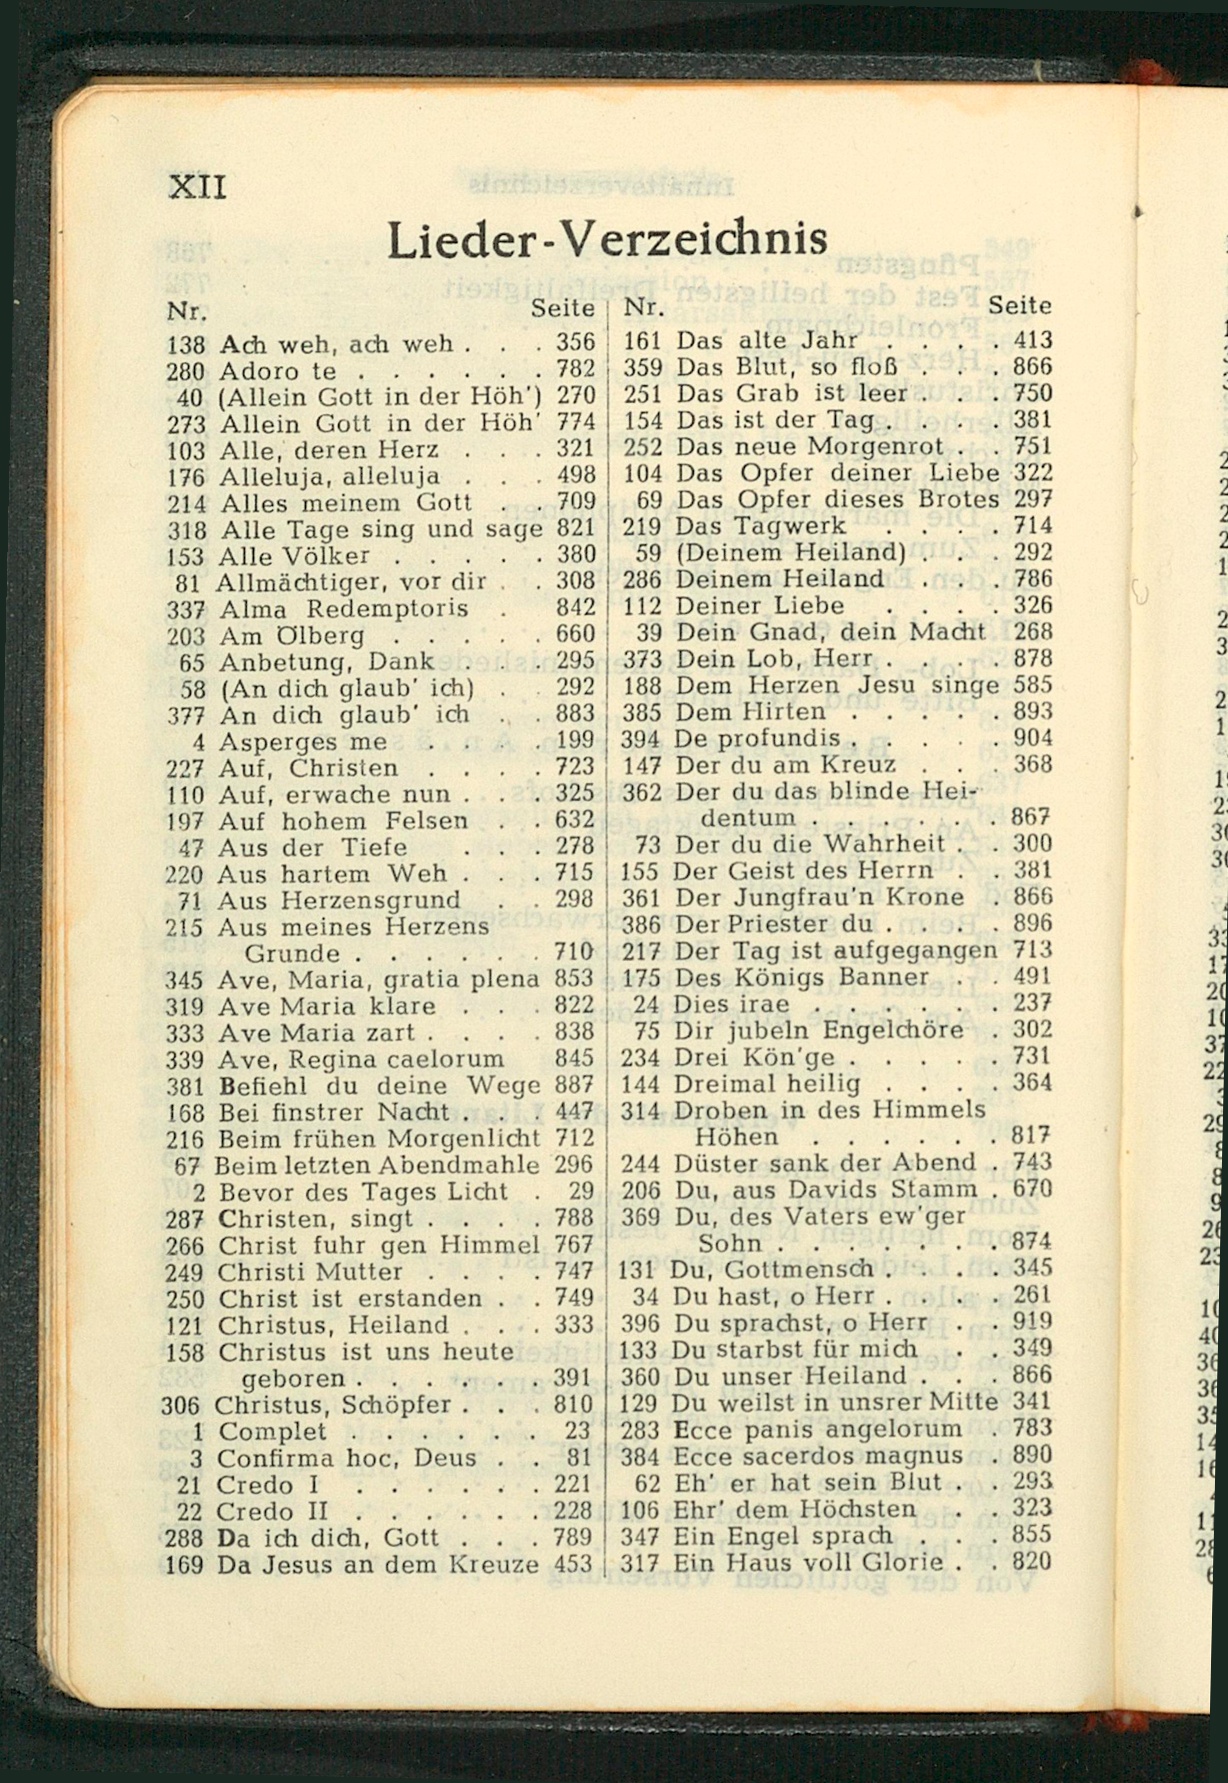 XII
Lieder-Verzeichnis
Nr. Seite
138 Ach weh, ach weh . . . 356
280 Adoro te . . . . . . 782
40 (Allein Gott in der Höh') 270
273 Allein Gott in der Höh' 774
103 Alle, deren Herz . . . 321
176 Alleluja, alleluja . . . 498
214 Alles meinem Gott . . 709
318 Alle Tage sing und sage 821
153 Alle Völker . . . . . 380
81 Allmächtiger, vor dir . . 308
337 Alma Redemptoris . 842
203 Am Ölberg . . . . . 660
65 Anbetung, Dank . . . 295
58 (An dich glaub' ich) . . 292
377 An dich glaub' ich . . 883
4 Asperges me . . . . 199
227 Auf, Christen . . . . 723
110 Auf, erwache nun . . . 325
197 Auf hohem Felsen . . 632
47 Aus der Tiefe . . . 278
220 Aus hartem Weh . . . 715
71 Aus Herzensgrund . . 298
215 Aus meines Herzens
Grunde . . . . . . 710
345 Ave, Maria, gratia plena 853
319 Ave Maria klare . . . 822
333 Ave Maria zart . . . . 838
339 Ave, Regina caelorum 845
381 Befiehl du deine Wege 887
168 Bei finstrer Nacht . . . 447
216 Beim frühen Morgenlicht 712
67 Beim letzten Abendmahle 296
2 Bevor des Tages Licht . 29
287 Christen, singt . . . . 788
266 Christ fuhr gen Himmel 767
249 Christi Mutter . . . . 747
250 Christ ist erstanden . . 749
121 Christus, Heiland . . . 333
158 Christus ist uns heute
geboren . . . . . . 391
306 Christus, Schöpfer . . . 810
1 Complet . . . . . . 23
3 Confirma hoc, Deus . . 81
21 Credo I . . . . . . 221
22 Credo II . . . . . . 228
288 Da ich dich, Gott . . . 789
169 Da Jesus an dem Kreuze 453
Nr. Seite
161 Das alte Jahr . . . . 413
359 Das Blut, so floß . . . 866
251 Das Grab ist leer . . . 750
154 Das ist der Tag . . . . 381
252 Das neue Morgenrot . . 751
104 Das Opfer deiner Liebe 322
69 Das Opfer dieses Brotes 297
219 Das Tagwerk . . . . 714
59 (Deinem Heiland) . . . 292
286 Deinem Heiland . . . 786
112 Deiner Liebe . . . . 326
39 Dein Gnad, dein Macht 268
373 Dein Lob, Herr . . . . 878
188 Dem Herzen Jesu singe 585
385 Dem Hirten . . . . . 893
394 De profundis . . . . . 904
147 Der du am Kreuz . . . 368
362 Der du das blinde Hei-
dentum . . . . . . 867
73 Der du die Wahrheit . . 300
155 Der Geist des Herrn . . 381
361 Der Jungfrau'n Krone . 866
386 Der Priester du . . . . 896
217 Der Tag ist aufgegangen 713
175 Des Königs Banner . . 491
24 Dies irae . . . . . . 237
75 Dir jubeln Engelchöre . 302
234 Drei Kön'ge . . . . . 731
144 Dreimal heilig . . . . 364
314 Droben in des Himmels
Höhen . . . . . . 817
244 Düster sank der Abend . 743
206 Du, aus Davids Stamm . 670
369 Du, des Vaters ew'ger
Sohn . . . . . . . 874
131 Du, Gottmensch . . . . 345
34 Du hast, o Herr . . . . 261
396 Du sprachst, o Herr . . 919
133 Du starbst für mich . . 349
360 Du unser Heiland . . . 866
129 Du weilst in unsrer Mitte 341
283 Ecce panis angelorum . 783
384 Ecce sacerdos magnus . 890
62 Eh' er hat sein Blut . . 293
106 Ehr' dem Höchsten . . 323
347 Ein Engel sprach . . . 855
317 Ein Haus voll Glorie . . 820